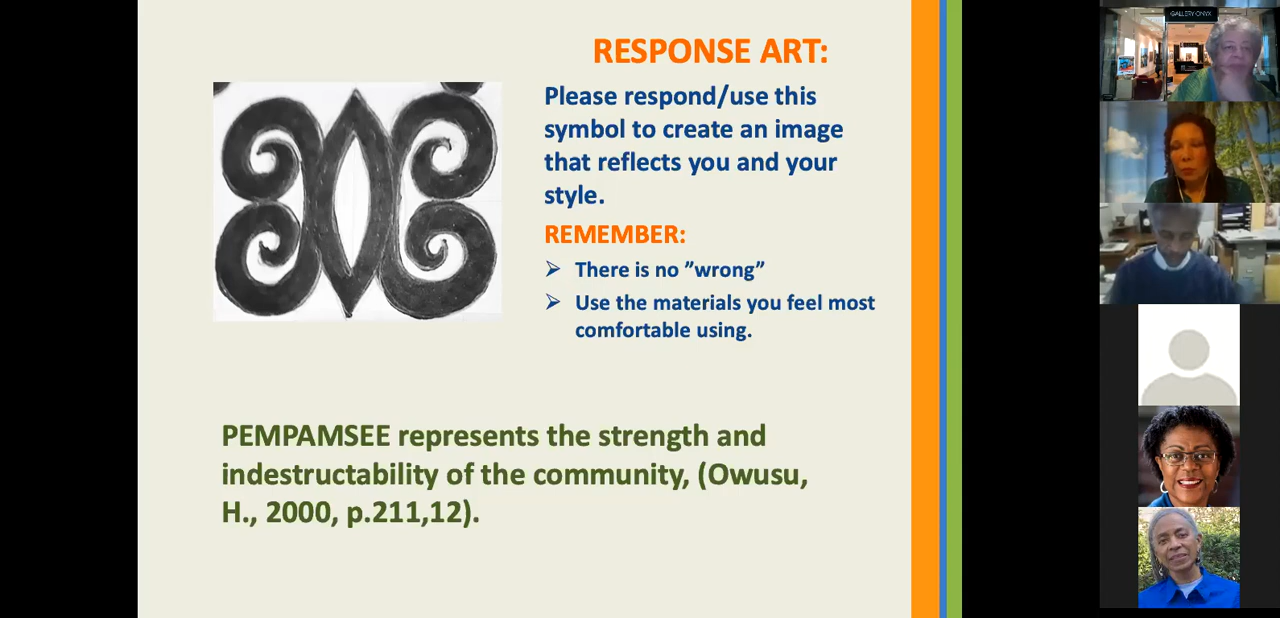 RESPONSE ART:
Please respond/use this
symbol to create an image
that reflects you and your
style.
REMEMBER:
There is no ”wrong”
Use the materials you feel most
comfortable using.
PEMPAMSEE represents the strength and
indestructability of the community, (Owusu,
H., 2000, p.211,12).
GALLERY ONYX